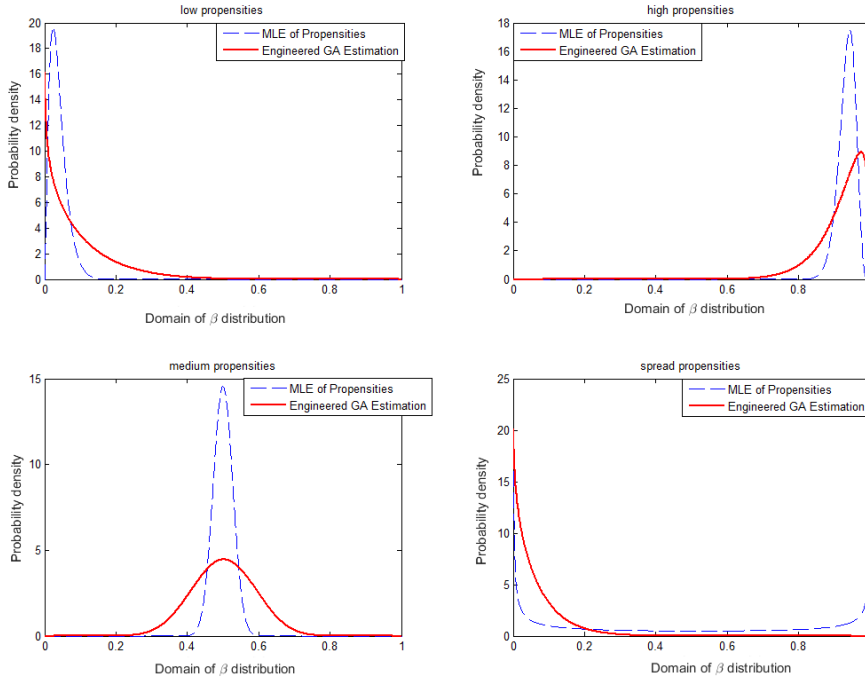 low propensities
20
18
16
14
12
10
8
6
4
2
0
Probability density
MLE of Propensities
Engineered GA Estimation
0 0.2 0.4 0.6 0.8 1
Domain of β distribution
high propensities
18
16
14
12
10
8
6
4
2
0
Probability density
MLE of Propensities
Engineered GA Estimation
0 0.2 0.4 0.6 0.8
Domain of β distribution
medium propensities
15
10
5
0
Probability density
MLE of Propensities
Engineered GA Estimation
0 0.2 0.4 0.6 0.8 1
Domain of β distribution
spread propensities
25
20
15
10
5
0
Probability density
MLE of Propensities
Engineered GA Estimation
0 0.2 0.4 0.6 0.8
Domain of β distribution